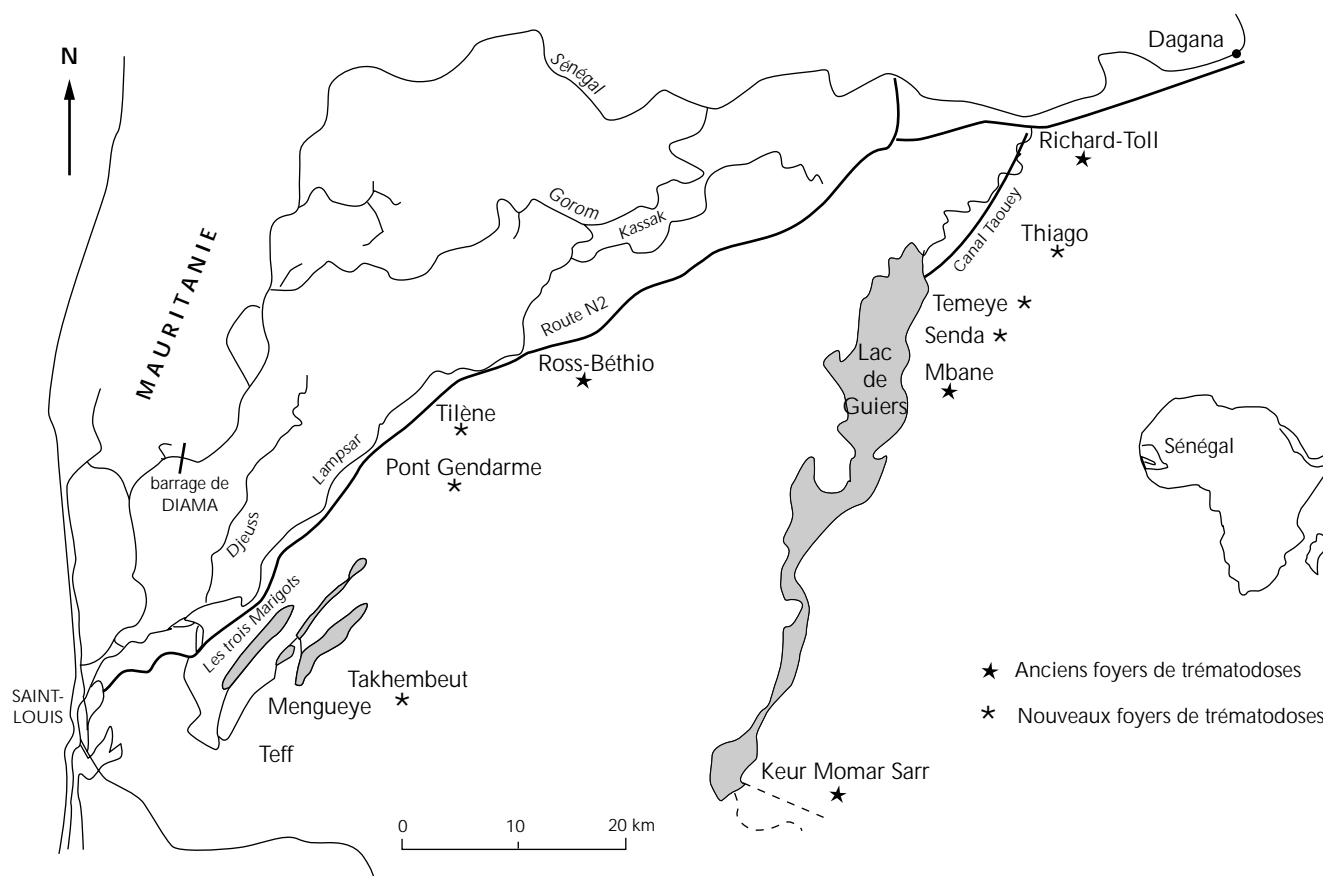 N
Dagana
Sénégal
Richard-Toll
Gorom
Kassak
Canal Taouey
Thiago
MAURITANIE
Temeye
Route N2
Senda
Ross-Béthio
Lac
de
Guiers
Mbane
Tilène
Sénégal
Lampsar
Pont Gendarme
barrage de
DIAMA
Djeuss
Les trois Marigots
Takhembeut
Mengueye
SAINT-
LOUIS
Teff
Anciens foyers de trématodoses
Nouveaux foyers de trématodoses
Keur Momar Sarr
0 10 20 km